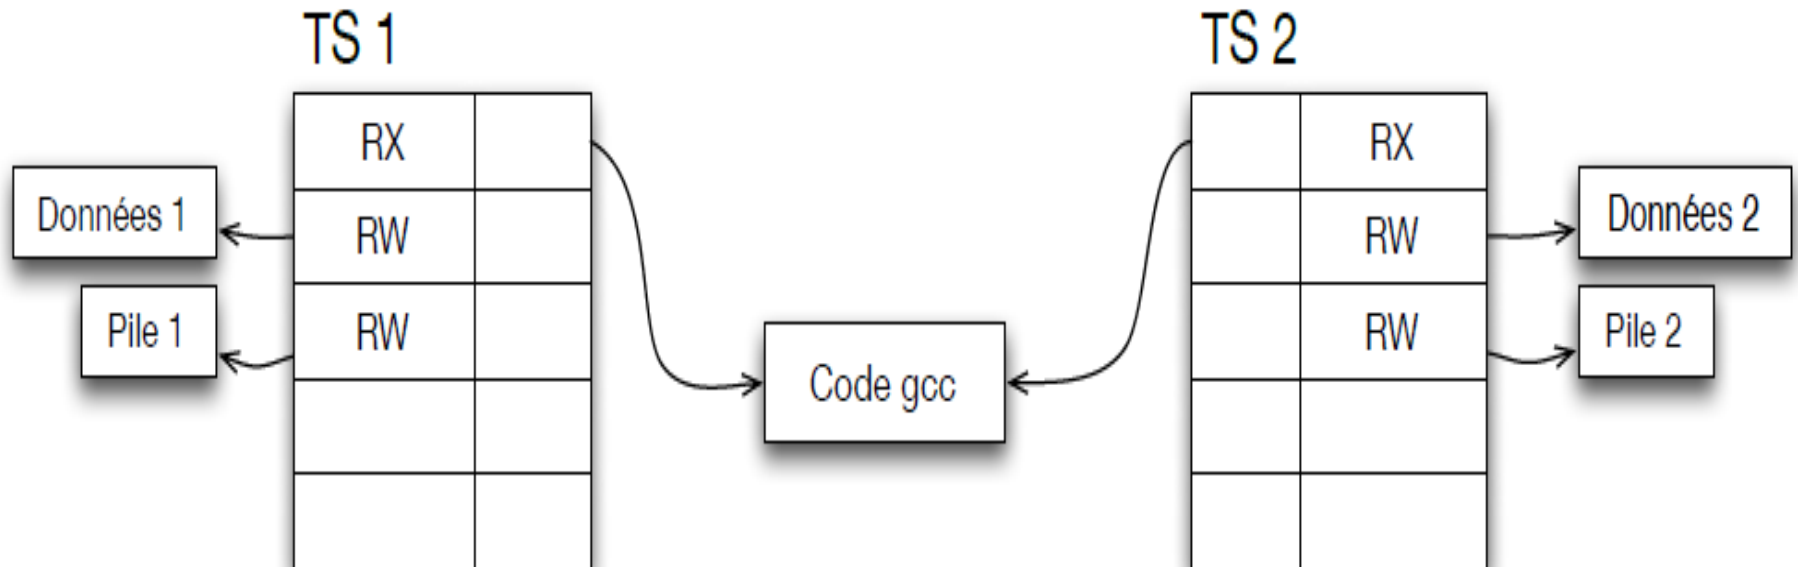 TS 1
TS 2
RX
RX
Données 1
RW
RW
Données 2
Pile 1
RW
RW
Pile 2
Code gcc